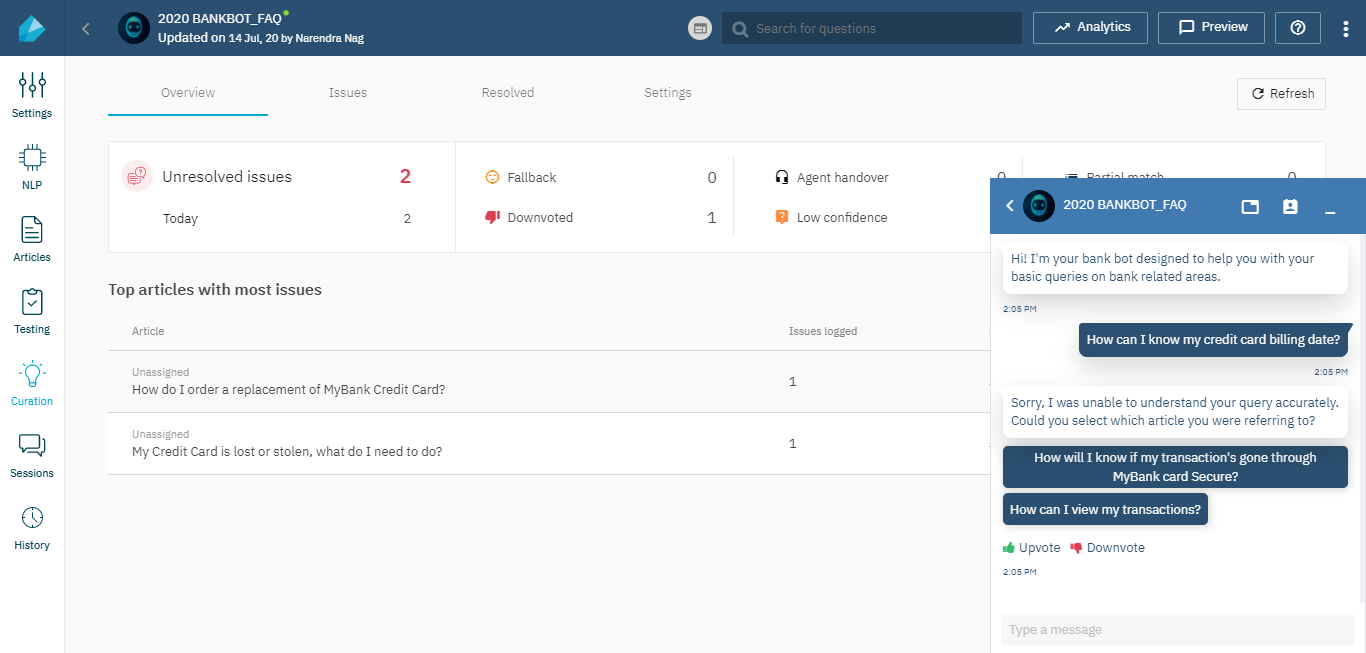 2020 BANKBOT_FAQ
Updated on 14 Jul, 20 by Narendra Nag
Search for questions
Analytics
Preview
Settings
NLP
Articles
Testing
Curation
Sessions
History
Overview Issues Resolved Settings
Refresh
Unresolved issues 2
Today 2
Fallback 0
Downvoted 1
Agent handover 0
Low confidence
Partial match 0
Top articles with most issues
Article Issues logged
Unassigned
How do I order a replacement of MyBank Credit Card? 1
Unassigned
My Credit Card is lost or stolen, what do I need to do? 1
2020 BANKBOT_FAQ
Hi! I'm your bank bot designed to help you with your
basic queries on bank related areas.
2:05 PM
How can I know my credit card billing date?
2:05 PM
Sorry, I was unable to understand your query accurately.
Could you select which article you were referring to?
How will I know if my transaction's gone through
MyBank card Secure?
How can I view my transactions?
Upvote Downvote
2:05 PM
Type a message